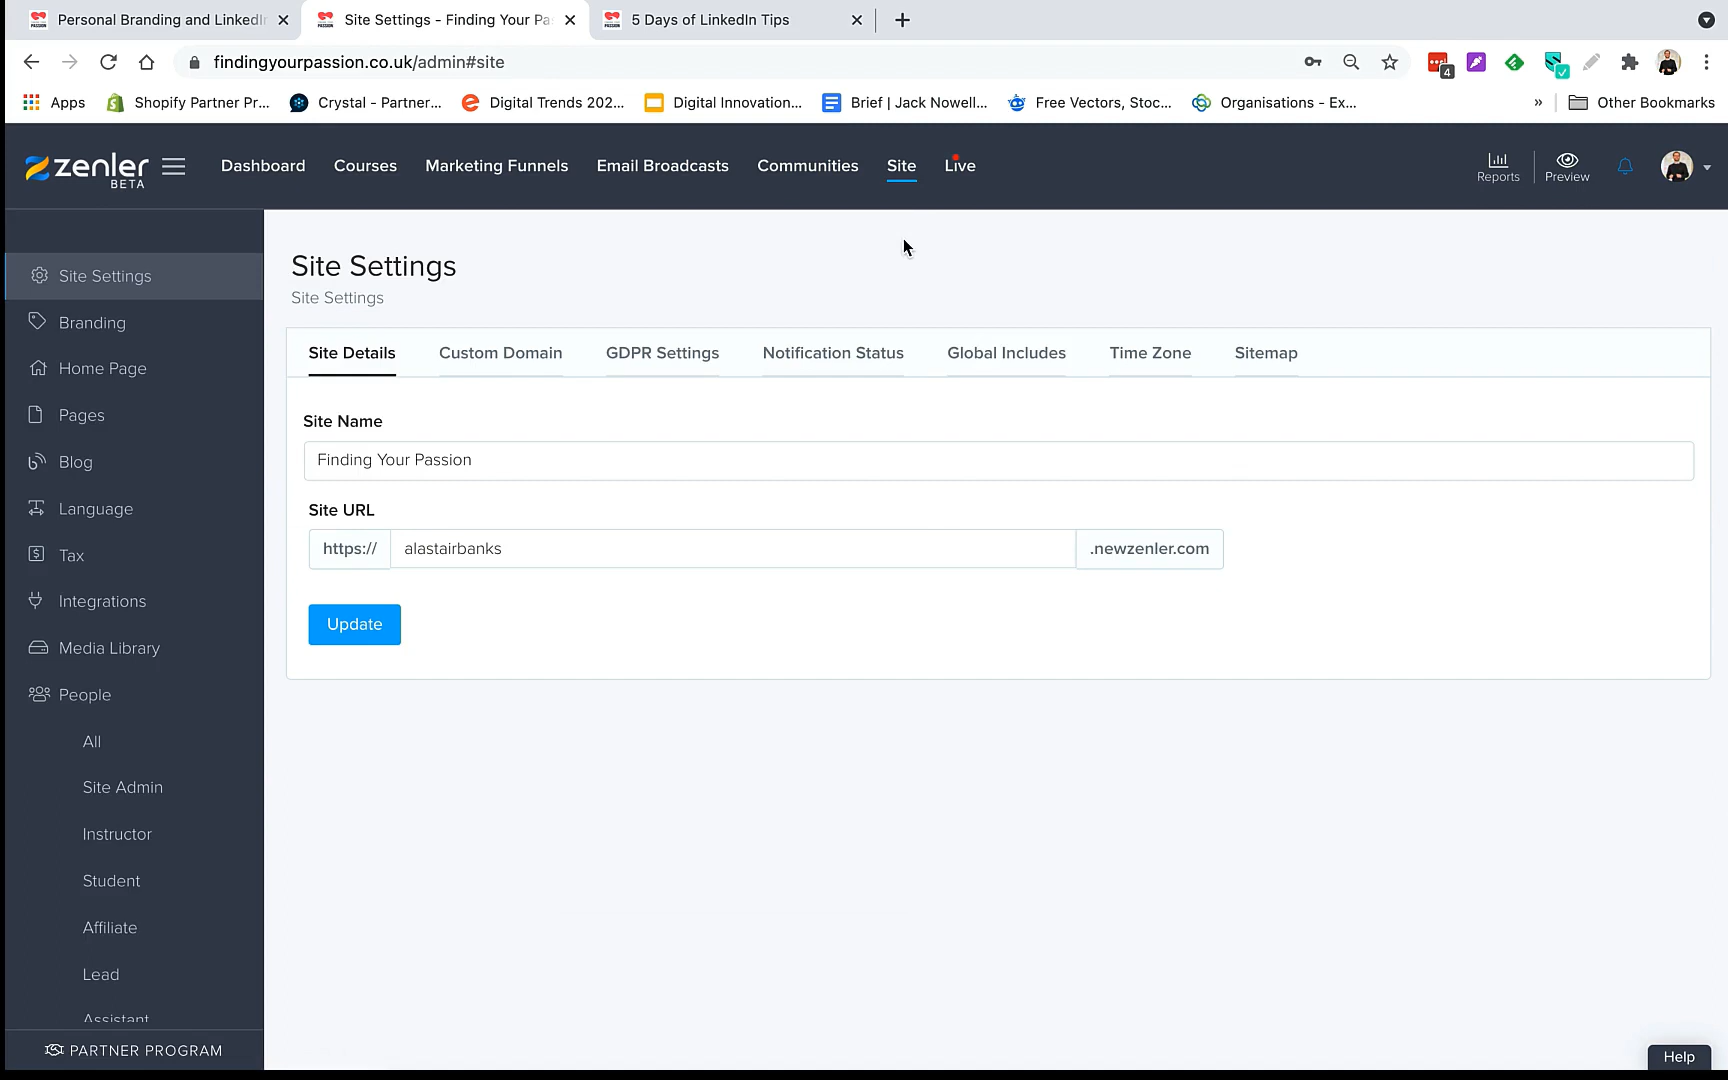 Personal Branding and LinkedIn
Site Settings - Finding Your Pa
5 Days of LinkedIn Tips
findingyourpassion.co.uk/admin#site
4
Apps
Shopify Partner Pr...
Crystal - Partner...
Digital Trends 202...
Digital Innovation...
Brief | Jack Nowell...
Free Vectors, Stoc...
Organisations - Ex...
»
Other Bookmarks
zenler
BETA
Dashboard
Courses
Marketing Funnels
Email Broadcasts
Communities
Site
Live
Reports
Preview
Site Settings
Branding
Home Page
Pages
Blog
Language
Tax
Integrations
Media Library
People
All
Site Admin
Instructor
Student
Affiliate
Lead
Assistant
PARTNER PROGRAM
Site Settings
Site Settings
Site Details
Custom Domain
GDPR Settings
Notification Status
Global Includes
Time Zone
Sitemap
Site Name
Finding Your Passion
Site URL
https://
alastairbanks
.newzenler.com
Update
Help